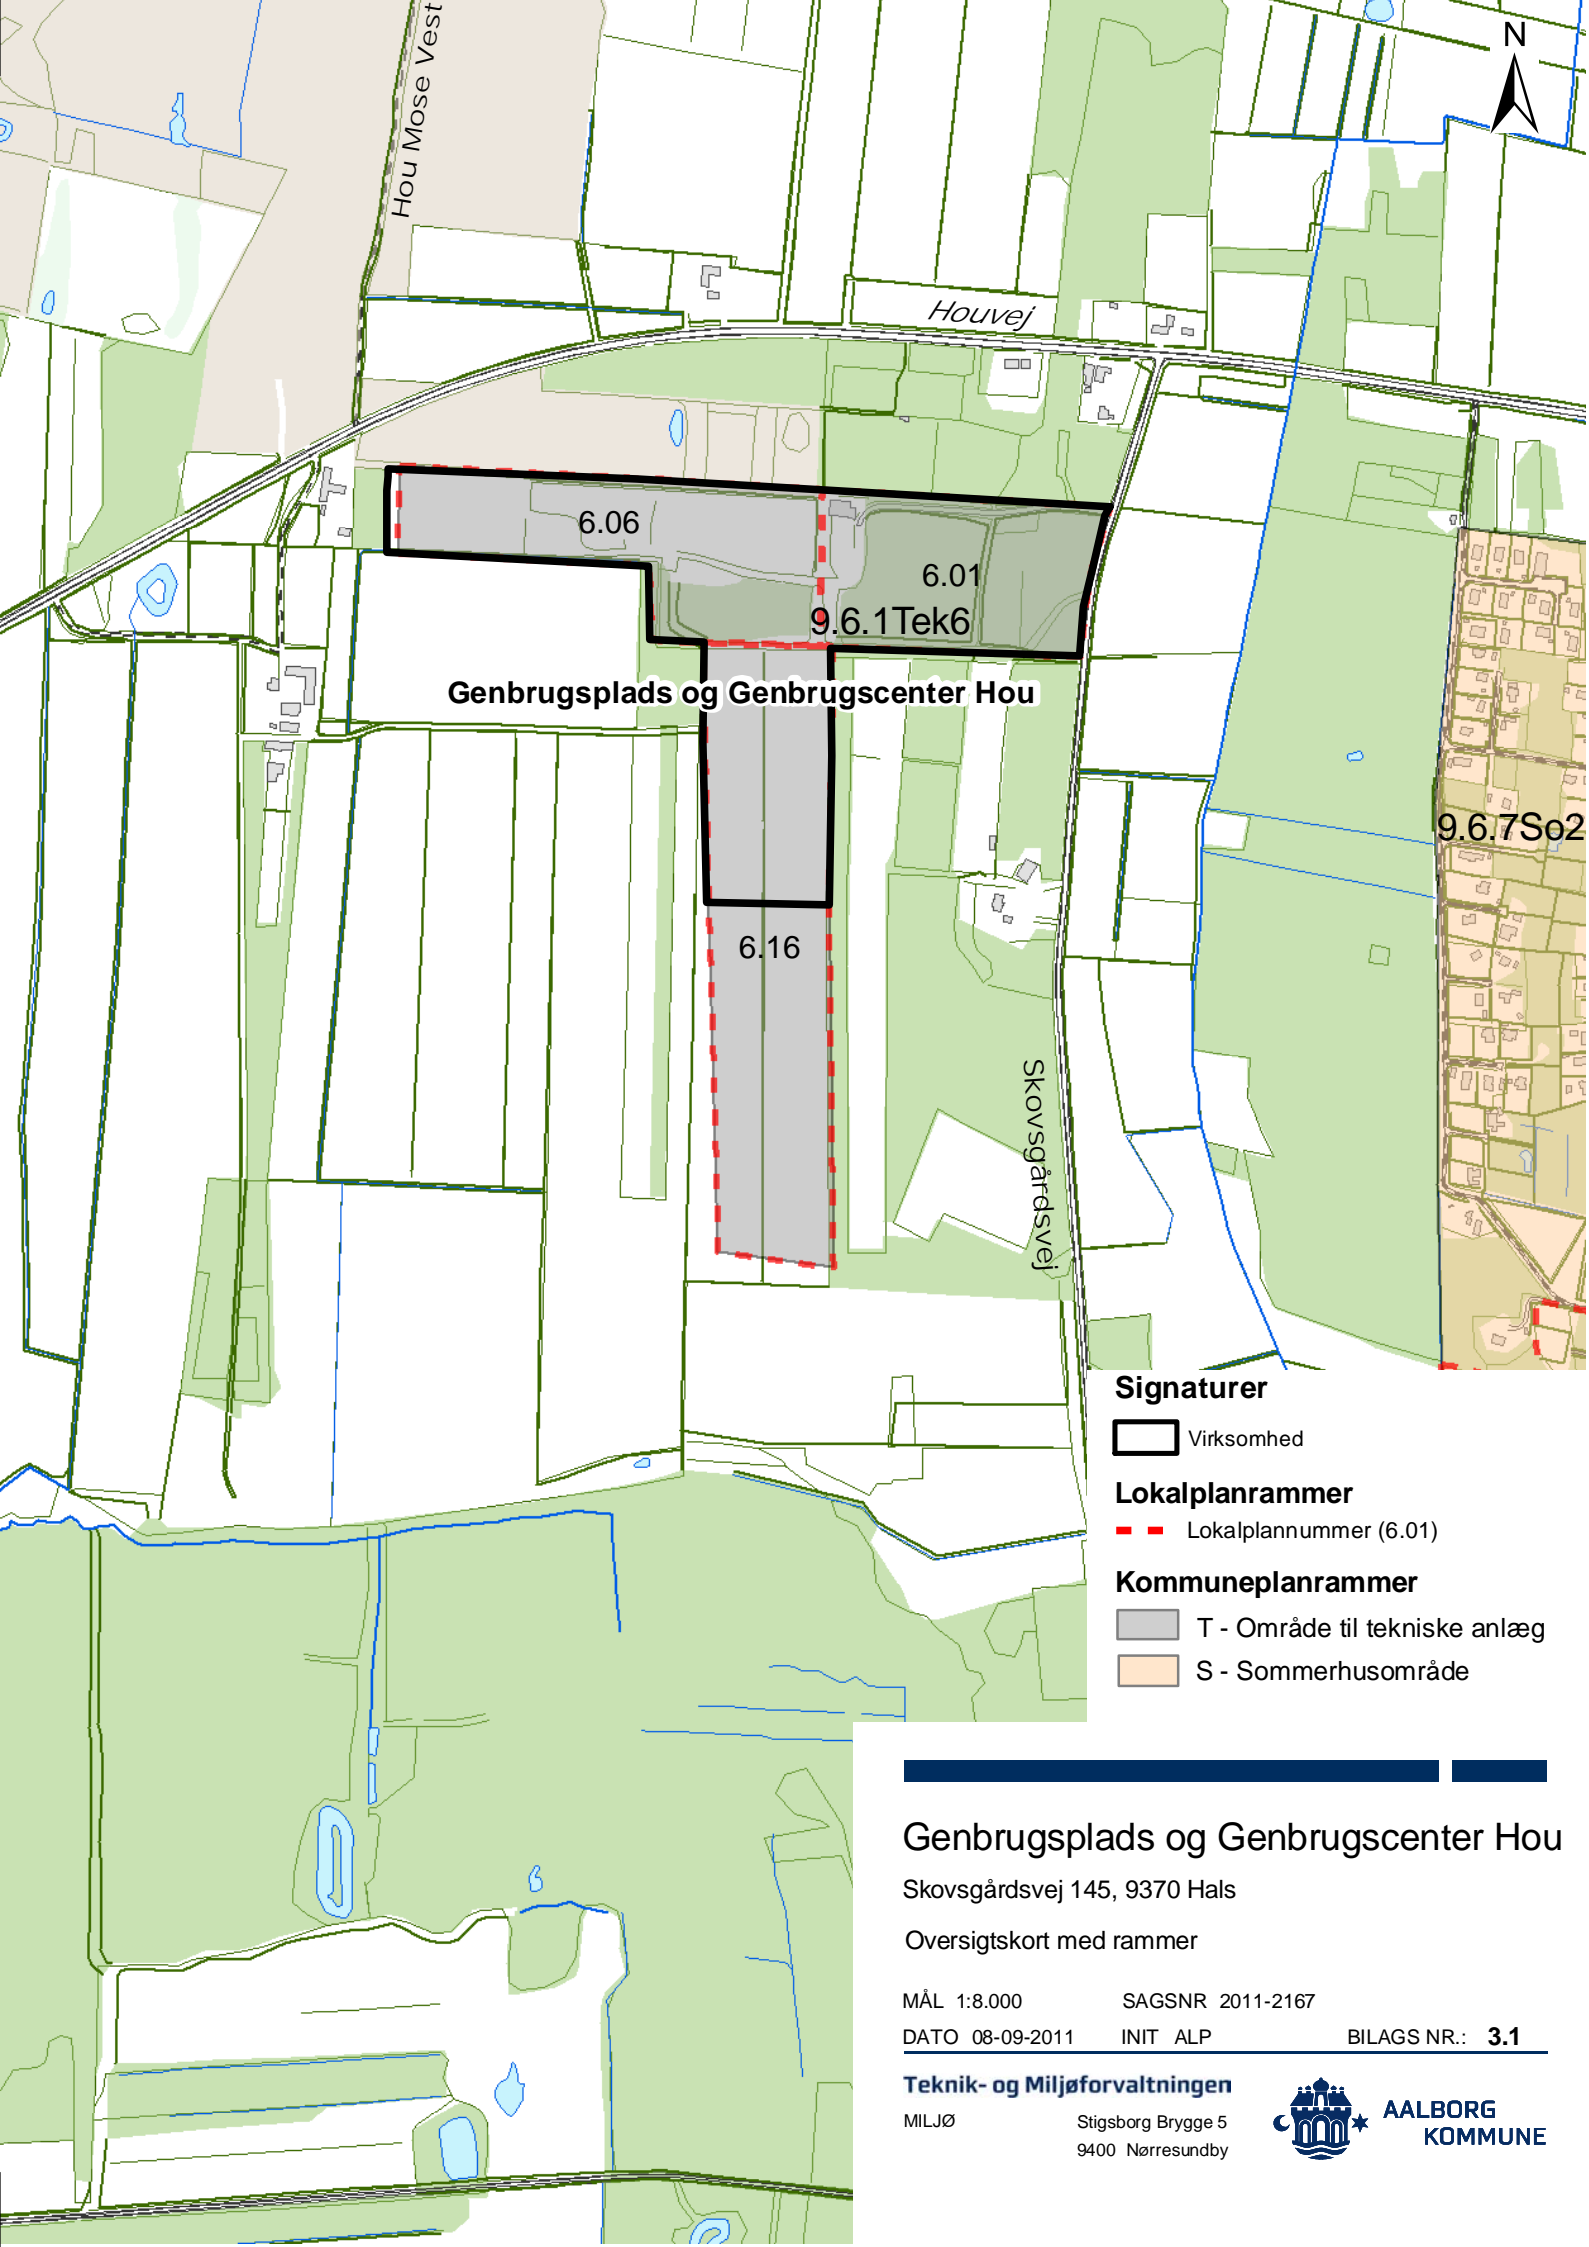 N
Hou Mose Vest
Houvej
6.06
6.01
9.6.1Tek6
Genbrugsplads og Genbrugscenter Hou
9.6.7So2
6.16
Skovsgårdsvej
Signaturer
Virksomhed
Lokalplanrammer
Lokalplannummer (6.01)
Kommuneplanrammer
T - Område til tekniske anlæg
S - Sommerhusområde
Genbrugsplads og Genbrugscenter Hou
Skovsgårdsvej 145, 9370 Hals
Oversigtskort med rammer
MÅL 1:8.000 SAGSNR 2011-2167
DATO 08-09-2011 INIT ALP BILAGS NR.: 3.1
Teknik- og Miljøforvaltningen
MILJØ Stigsborg Brygge 5
9400 Nørresundby
AALBORG
KOMMUNE